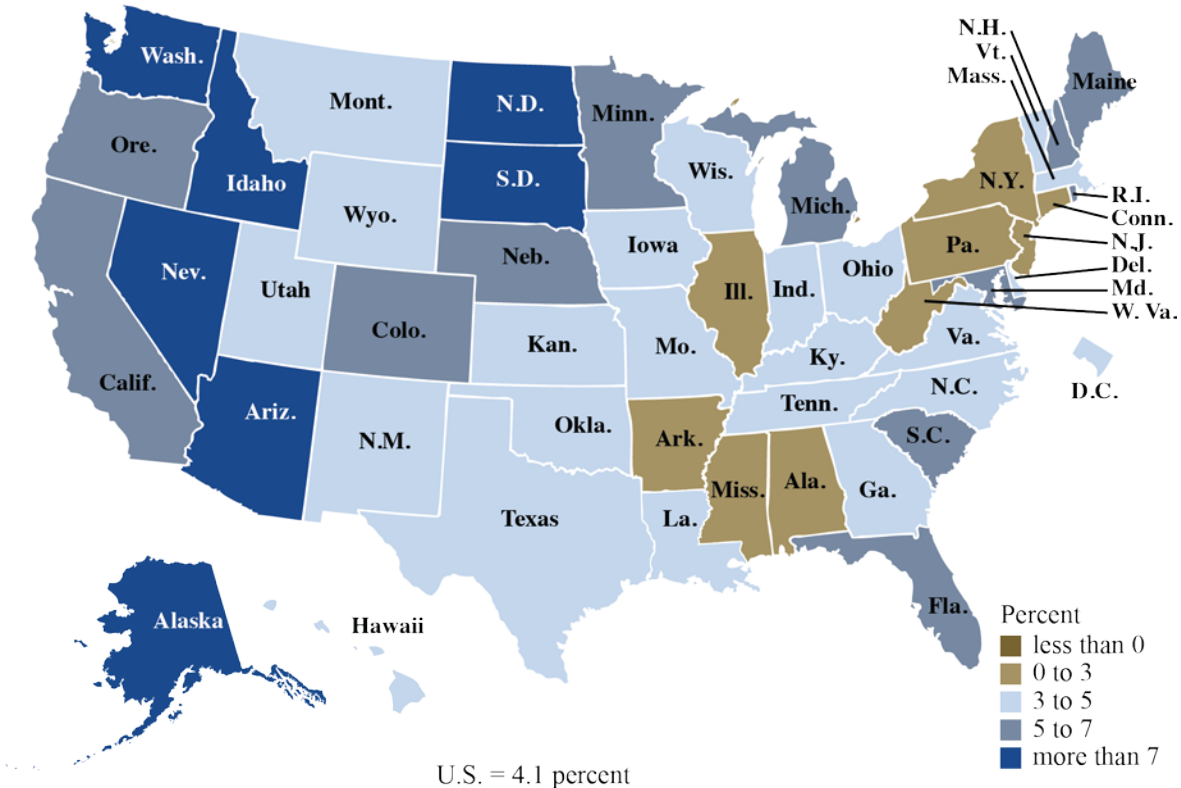 N.H.
Vt.
Mass.
Wash.
Mont.
N.D.
Minn.
Maine
Ore.
Idaho
S.D.
Wis.
N.Y.
Wyo.
Mich.
R.I.
Conn.
N.J.
Del.
Md.
W. Va.
Nev.
Utah
Neb.
Iowa
Ill.
Ind.
Ohio
Pa.
Colo.
Kan.
Mo.
Ky.
Va.
Calif.
Ariz.
N.M.
Okla.
Ark.
Tenn.
N.C.
D.C.
S.C.
Texas
La.
Miss.
Ala.
Ga.
Fla.
Alaska
Hawaii
Percent
less than 0
0 to 3
3 to 5
5 to 7
more than 7
U.S. = 4.1 percent